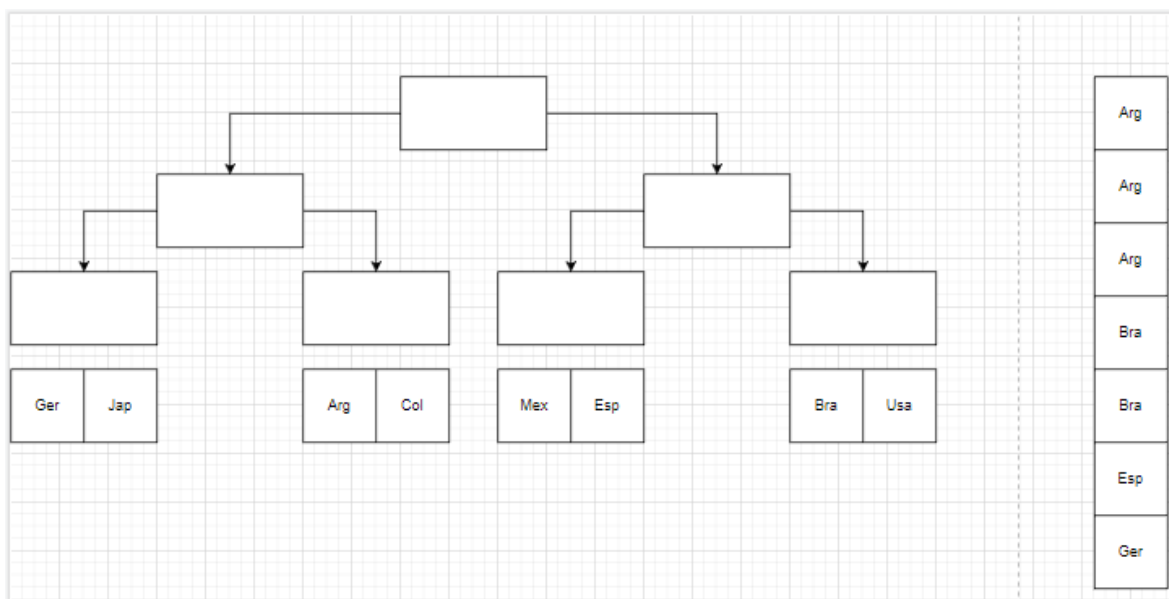 Arg
Arg
Arg
Bra
Ger Jap Arg Col Mex Esp Bra Usa Bra
Esp
Ger